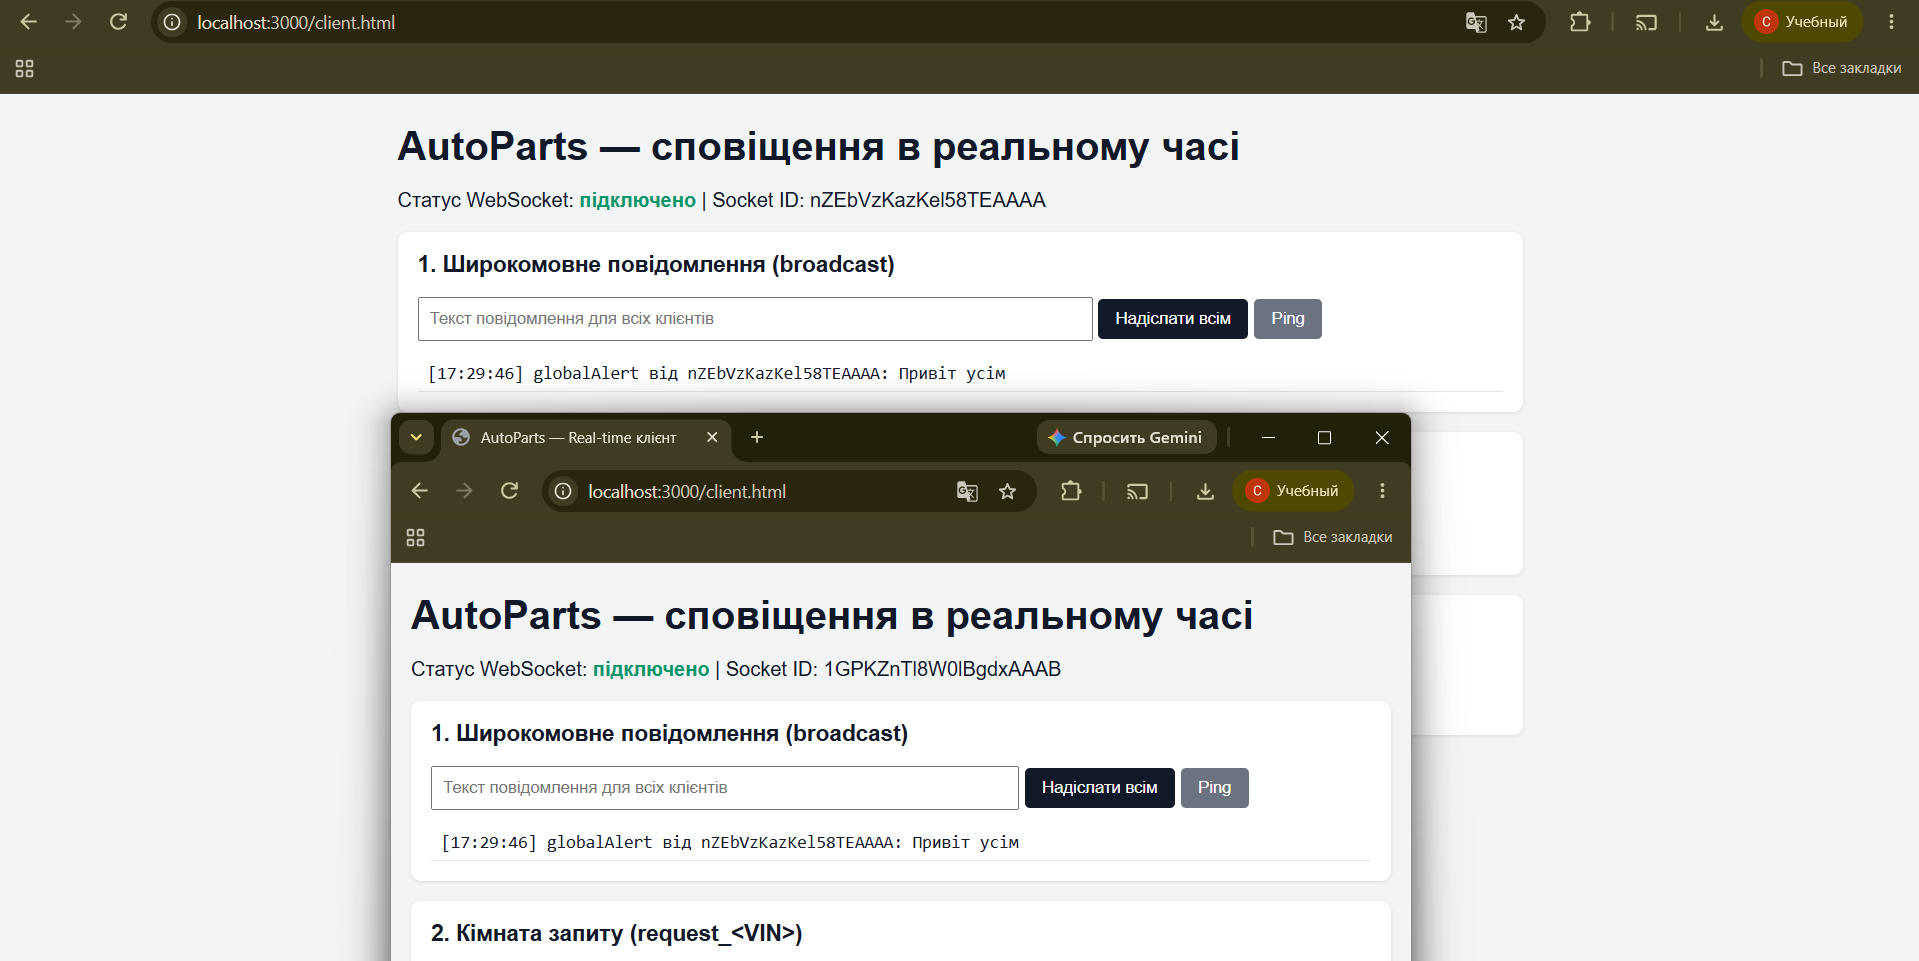 localhost:3000/client.html
С Учебный
Все закладки
AutoParts — сповіщення в реальному часі
Статус WebSocket: підключено | Socket ID: nZEbVzKazKel58TEAAAA
1. Широкомовне повідомлення (broadcast)
Текст повідомлення для всіх клієнтів
Надіслати всім
Ping
[17:29:46] globalAlert від nZEbVzKazKel58TEAAAA: Привіт усім
AutoParts — Real-time клієнт
Спросить Gemini
localhost:3000/client.html
С Учебный
Все закладки
AutoParts — сповіщення в реальному часі
Статус WebSocket: підключено | Socket ID: 1GPKZnTl8W0lBgdxAAAB
1. Широкомовне повідомлення (broadcast)
Текст повідомлення для всіх клієнтів
Надіслати всім
Ping
[17:29:46] globalAlert від nZEbVzKazKel58TEAAAA: Привіт усім
2. Кімната запиту (request_<VIN>)